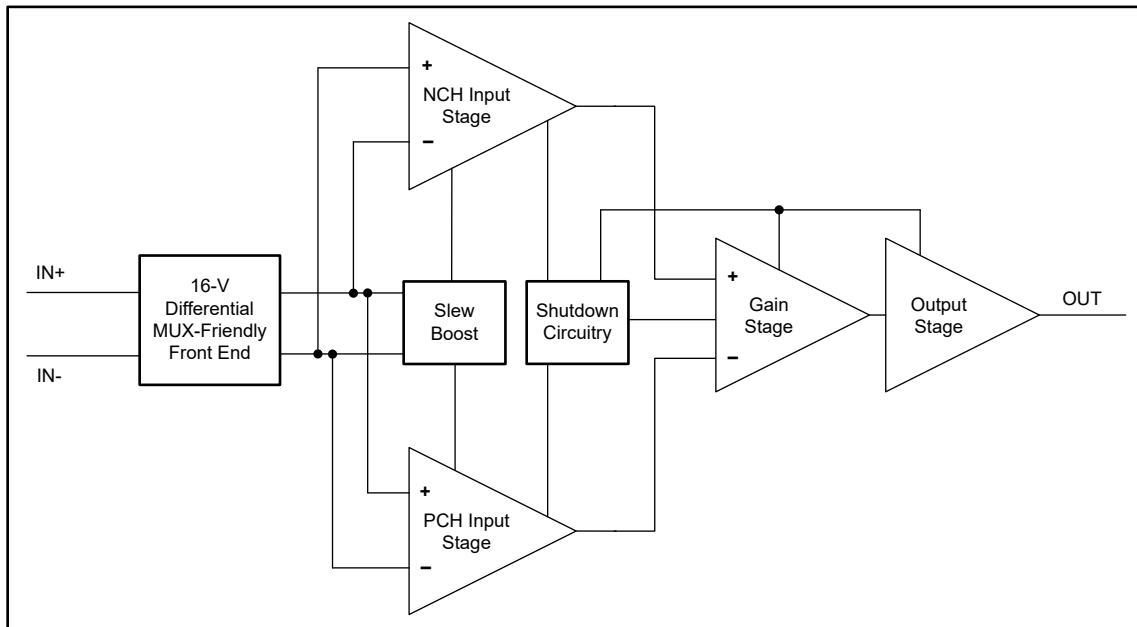 +
NCH Input
Stage
−
IN+
IN-
16-V
Differential
MUX-Friendly
Front End
Slew
Boost
Shutdown
Circuitry
+
Gain
Stage
−
Output
Stage
OUT
+
PCH Input
Stage
−